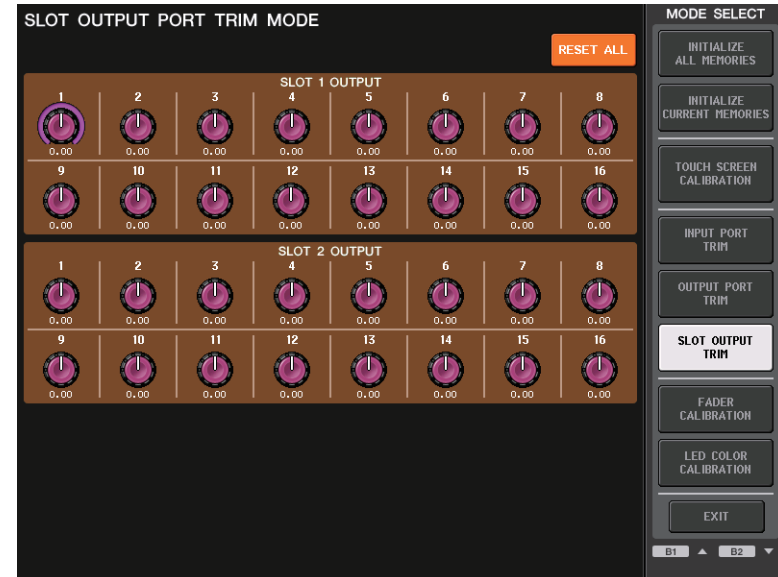 SLOT OUTPUT PORT TRIM MODE
RESET ALL
SLOT 1 OUTPUT
1 2 3 4 5 6 7 8
0.00 0.00 0.00 0.00 0.00 0.00 0.00 0.00
9 10 11 12 13 14 15 16
0.00 0.00 0.00 0.00 0.00 0.00 0.00 0.00
SLOT 2 OUTPUT
1 2 3 4 5 6 7 8
0.00 0.00 0.00 0.00 0.00 0.00 0.00 0.00
9 10 11 12 13 14 15 16
0.00 0.00 0.00 0.00 0.00 0.00 0.00 0.00
MODE SELECT
INITIALIZE
ALL MEMORIES
INITIALIZE
CURRENT MEMORIES
TOUCH SCREEN
CALIBRATION
INPUT PORT
TRIM
OUTPUT PORT
TRIM
SLOT OUTPUT
TRIM
FADER
CALIBRATION
LED COLOR
CALIBRATION
EXIT
B1 ▲ B2 ▼